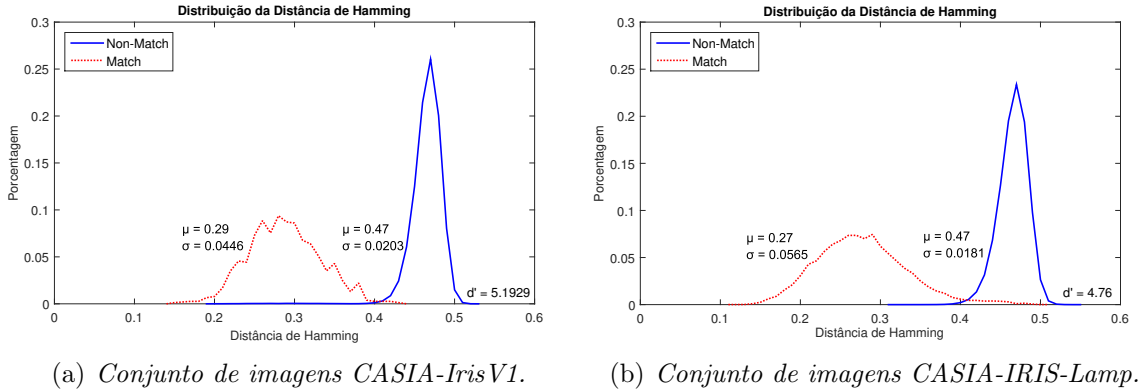 Distribuição da Distância de Hamming
0.3
0.25
0.2
0.15
0.1
0.05
0
Porcentagem
Non-Match
Match
μ = 0.29
σ = 0.0446
μ = 0.47
σ = 0.0203
d' = 5.1929
0 0.1 0.2 0.3 0.4 0.5 0.6
Distância de Hamming
(a) Conjunto de imagens CASIA-IrisV1.
Distribuição da Distância de Hamming
0.3
0.25
0.2
0.15
0.1
0.05
0
Porcentagem
Non-Match
Match
μ = 0.27
σ = 0.0565
μ = 0.47
σ = 0.0181
d' = 4.76
0 0.1 0.2 0.3 0.4 0.5 0.6
Distância de Hamming
(b) Conjunto de imagens CASIA-IRIS-Lamp